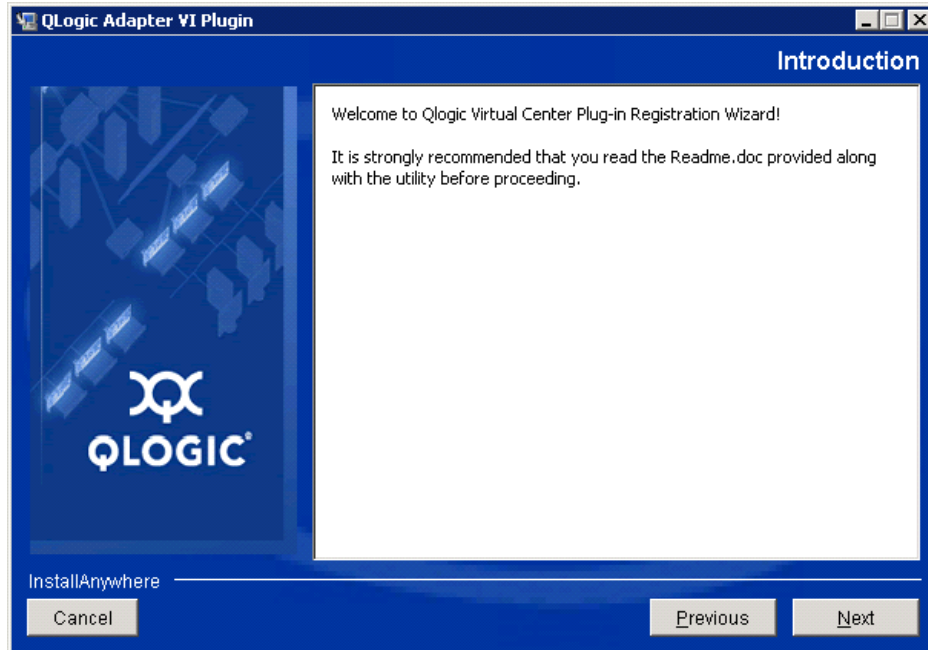 QLogic Adapter VI Plugin
Introduction
Welcome to Qlogic Virtual Center Plug-in Registration Wizard!
It is strongly recommended that you read the Readme.doc provided along
with the utility before proceeding.
QLOGIC®
InstallAnywhere
Cancel
Previous
Next